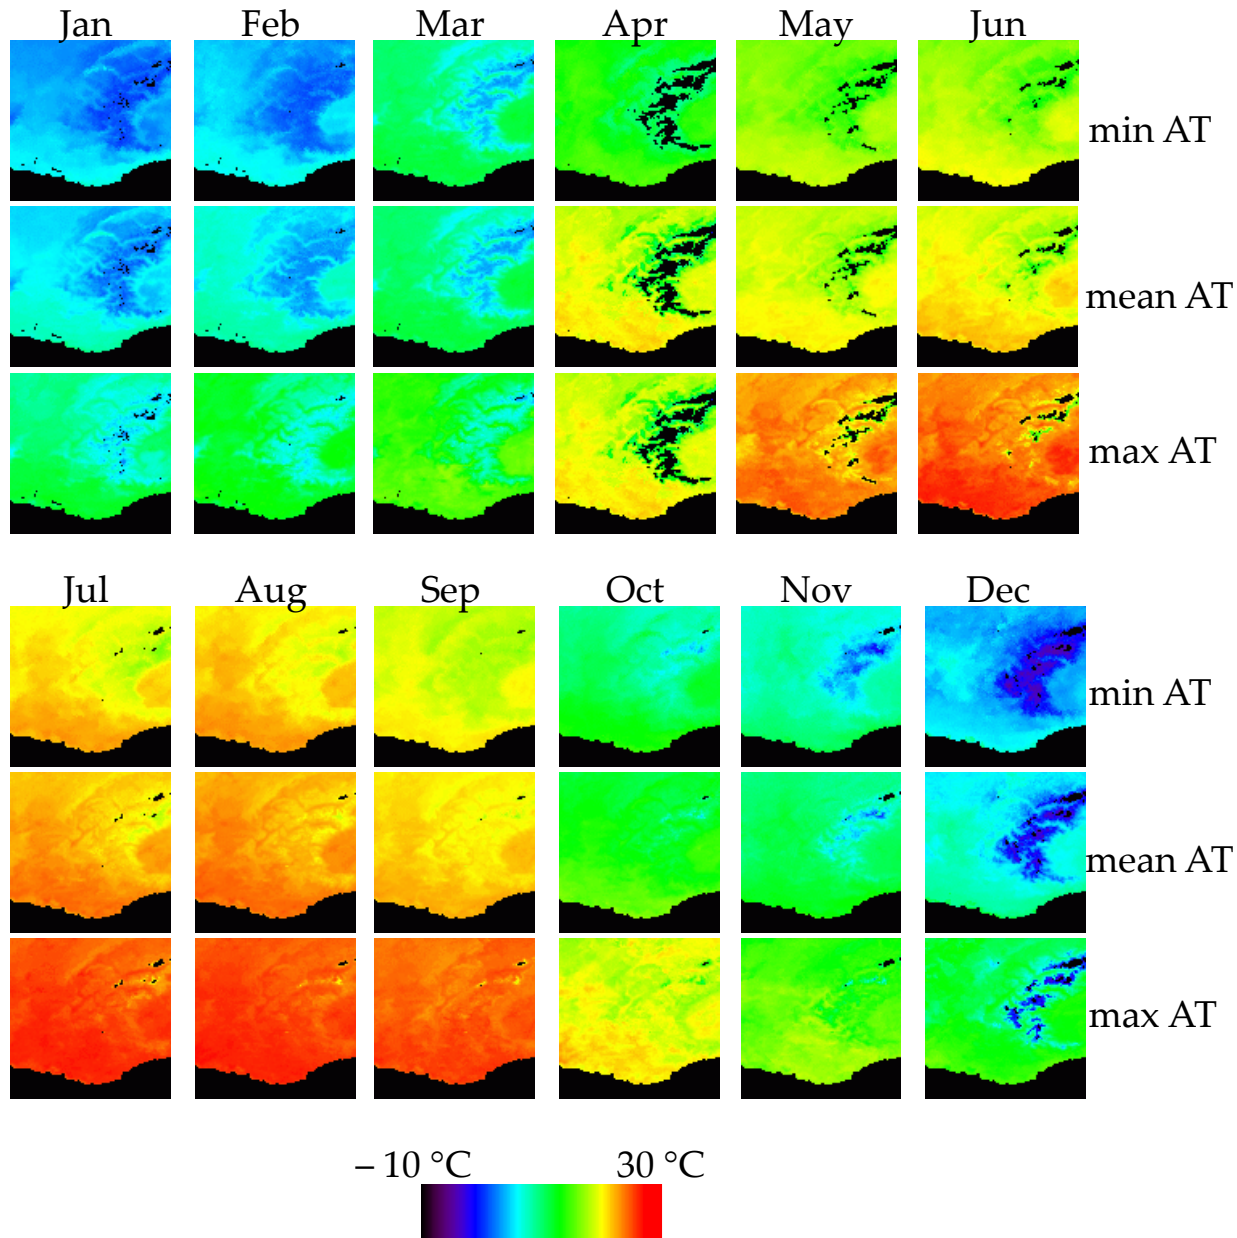 Jan Feb Mar Apr May Jun
min AT
mean AT
max AT
Jul Aug Sep Oct Nov Dec
min AT
mean AT
max AT
– 10 °C 30 °C